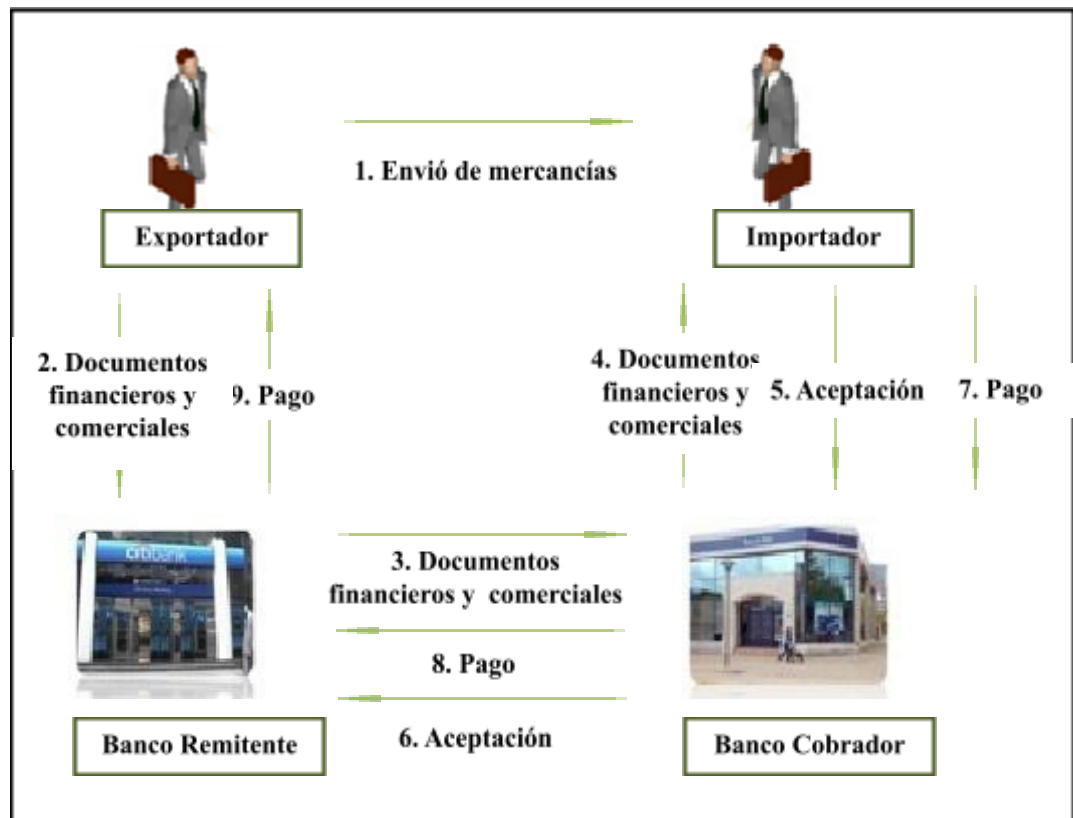 1. Envió de mercancías
Exportador
Importador
2. Documentos
financieros y
comerciales
9. Pago
4. Documentos
financieros y
comerciales
5. Aceptación
7. Pago
citibank
3. Documentos
financieros y comerciales
8. Pago
6. Aceptación
Banco Remitente
Banco Cobrador